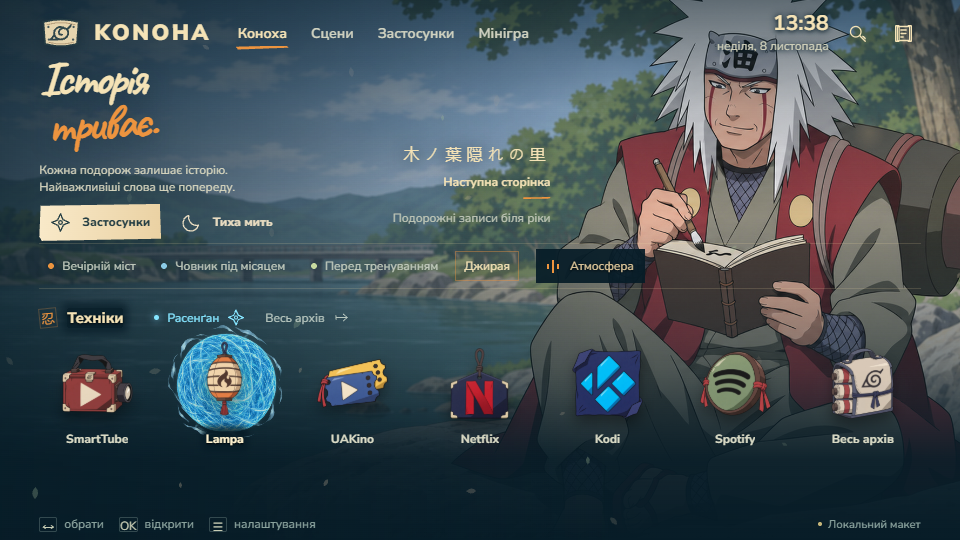 KONOHA
Коноха
Сцени
Застосунки
Мінігра
13:38
неділя, 8 листопада
油
Історія
триває.
Кожна подорож залишає історію.
Найважливіші слова ще попереду.
木ノ葉隠れの里
Наступна сторінка
Подорожні записи біля ріки
Застосунки
Тиха мить
Вечірній міст
Човник під місяцем
Перед тренуванням
Джирая
Атмосфера
忍
Техніки
Расенґан
Весь архів
SmartTube
Lampa
UAKino
N
Netflix
Kodi
Spotify
Весь архів
обрати
OK
відкрити
налаштування
Локальний макет